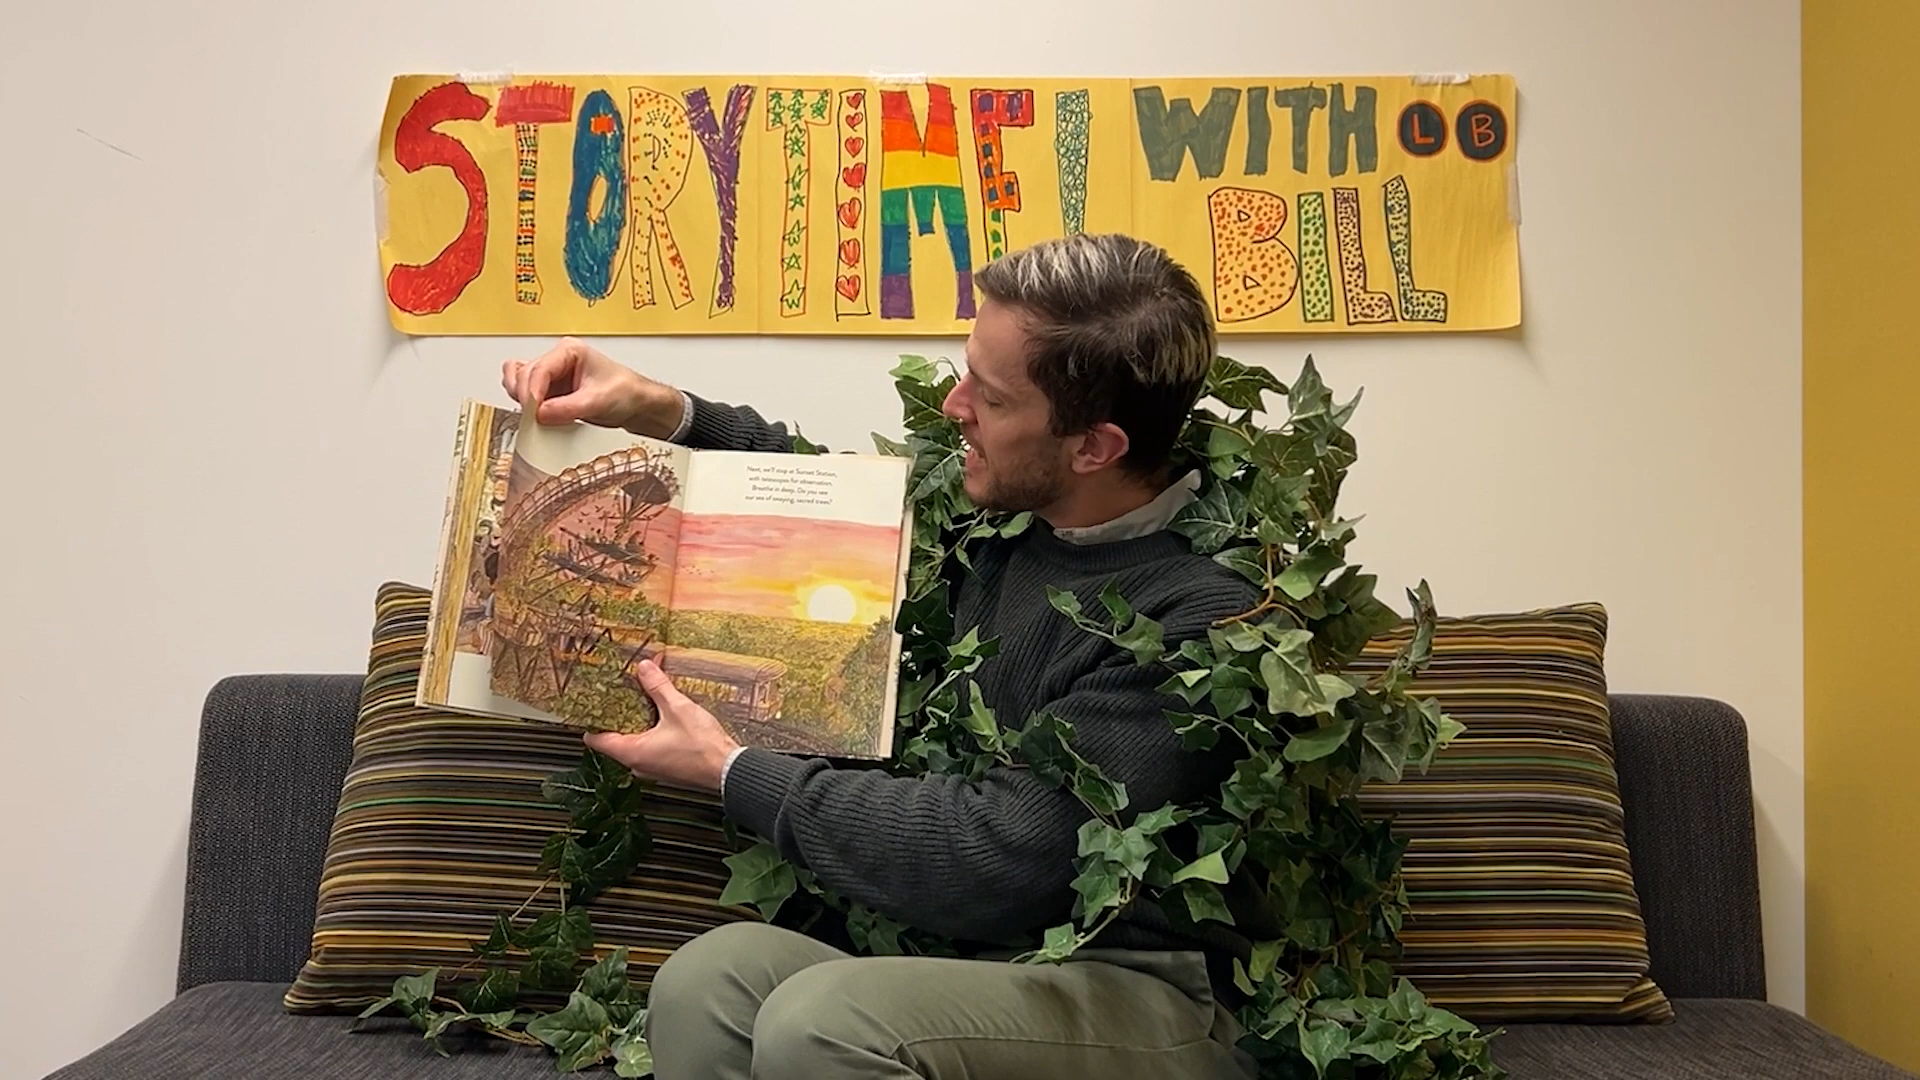 STORYTIME! WITH L B
BILL
Next, we'll stop at Sunset Station,
with telescopes for observation.
Breathe in deep. Do you see
our sea of swaying, sacred trees?